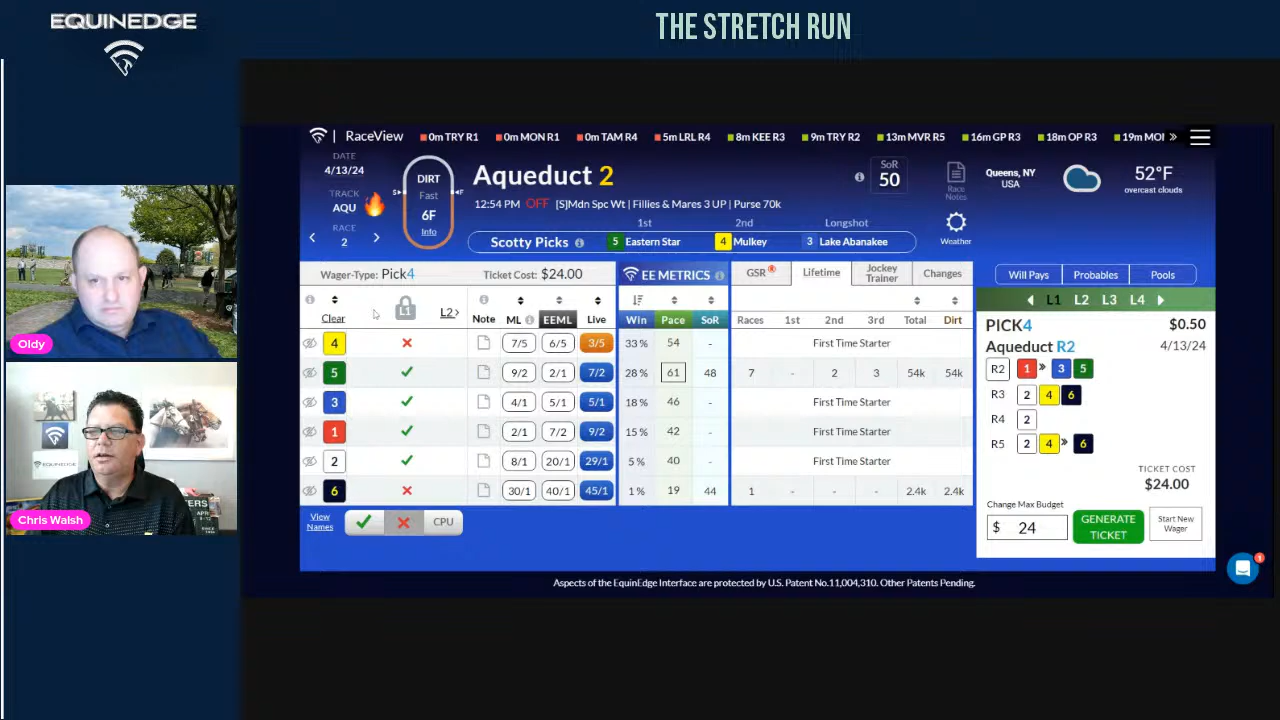 EQUINEDGE
THE STRETCH RUN
RaceView 0m TRY R1 0m MON R1 0m TAM R4 5m LRL R4 8m KEE R3 9m TRY R2 13m MVR R5 16m GP R3 18m OP R3 19m MO »
DATE
4/13/24
TRACK
AQU
RACE
2
DIRT
Fast
6F
Info
S F
Aqueduct 2
SoR
50
12:54 PM OFF [S]Mdn Spc Wt | Fillies & Mares 3 UP | Purse 70k
1st 2nd Longshot
Scotty Picks 5 Eastern Star 4 Mulkey 3 Lake Abanakee
Race Notes
Weather
Queens, NY
USA
52°F
overcast clouds
Wager-Type: Pick4 Ticket Cost: $24.00
EE METRICS GSR Lifetime Jockey Trainer Changes
Clear L1 L2> Note ML EEML Live Win Pace SoR Races 1st 2nd 3rd Total Dirt
4 7/5 6/5 3/5 33 % 54 - First Time Starter
5 9/2 2/1 7/2 28 % 61 48 7 - 2 3 54k 54k
3 4/1 5/1 5/1 18 % 46 - First Time Starter
1 2/1 7/2 9/2 15 % 42 - First Time Starter
2 8/1 20/1 29/1 5 % 40 - First Time Starter
6 30/1 40/1 45/1 1 % 19 44 1 - - - 2.4k 2.4k
View Names
CPU
Will Pays Probables Pools
L1 L2 L3 L4
PICK4 $0.50
Aqueduct R2 4/13/24
R2 1 » 3 5
R3 2 4 6
R4 2
R5 2 4 » 6
TICKET COST
$24.00
Change Max Budget
$ 24
GENERATE TICKET
Start New Wager
1
Aspects of the EquinEdge Interface are protected by U.S. Patent No.11,004,310. Other Patents Pending.
Oldy
EQUINEDGE
Chris Walsh